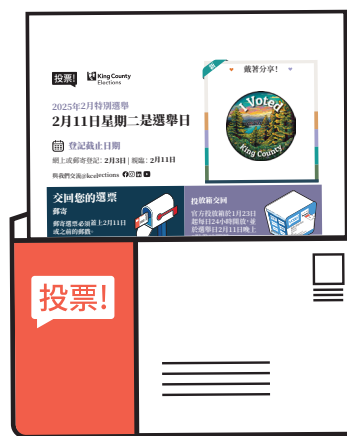 投票!
King County
Elections
戴著分享!
I Voted
King County
2025年2月特別選舉
2月11日星期二是選舉日
登記截止日期
網上或郵寄登記: 2月3日 | 親臨: 2月11日
與我們交流@kcelections
交回您的選票
郵寄
郵寄選票必須蓋上2月11日
或之前的郵戳。
投放箱交回
官方投放箱於1月23日
起每日24小時開放,並
於選舉日2月11日晚上
投票!